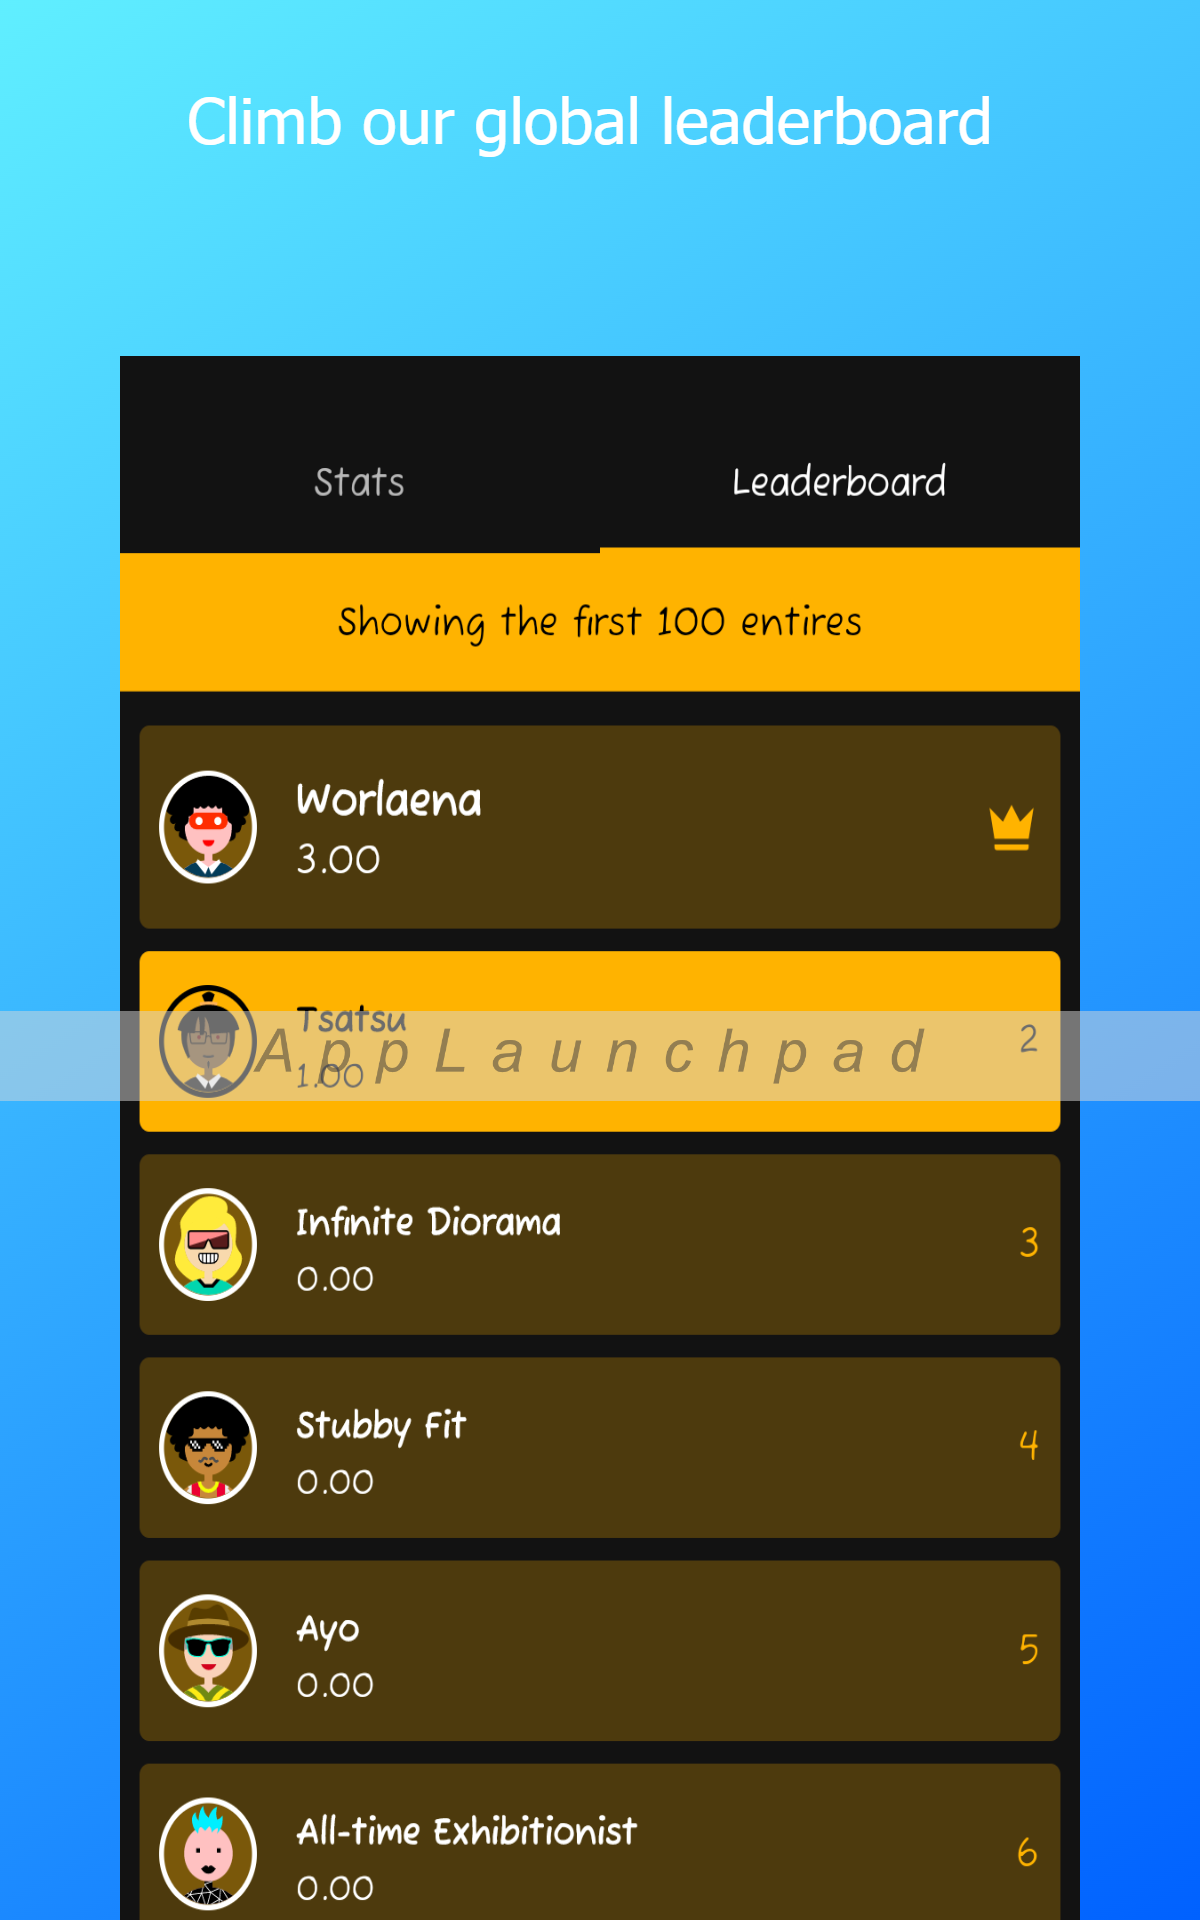 Climb our global leaderboard
Stats
Leaderboard
Showing the first 100 entires
Worlaena
3.00
Tsatsu
2
AppLaunchpad
1.00
Infinite Diorama
3
0.00
Stubby Fit
4
0.00
Ayo
5
0.00
All-time Exhibitionist
6
0.00